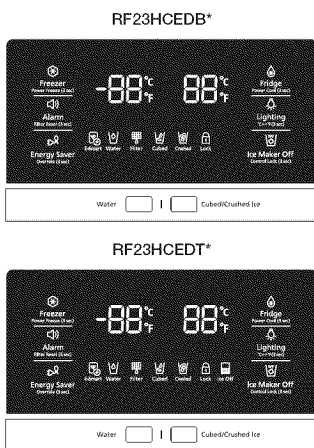 RF23HCEDB*
Freezer
Power Freeze (3 sec)
Alarm
Filter Reset (3 sec)
Energy Saver
Override (3 sec)
-88°C °F
88°C °F
Edmart Water Filter Cubed Crushed Lock
Fridge
Power Cool (3 sec)
Lighting
°C↔°F(3 sec)
Ice Maker Off
Control Lock (3 sec)
Water
Cubed/Crushed Ice
RF23HCEDT*
Freezer
Power Freeze (3 sec)
Alarm
Filter Reset (3 sec)
Energy Saver
Override (3 sec)
-88°C °F
88°C °F
Water Filter Cubed Crushed Lock Ice Off
Fridge
Power Cool (3 sec)
Lighting
°C↔°F(3 sec)
Ice Maker Off
Control Lock (3 sec)
Water
Cubed/Crushed Ice